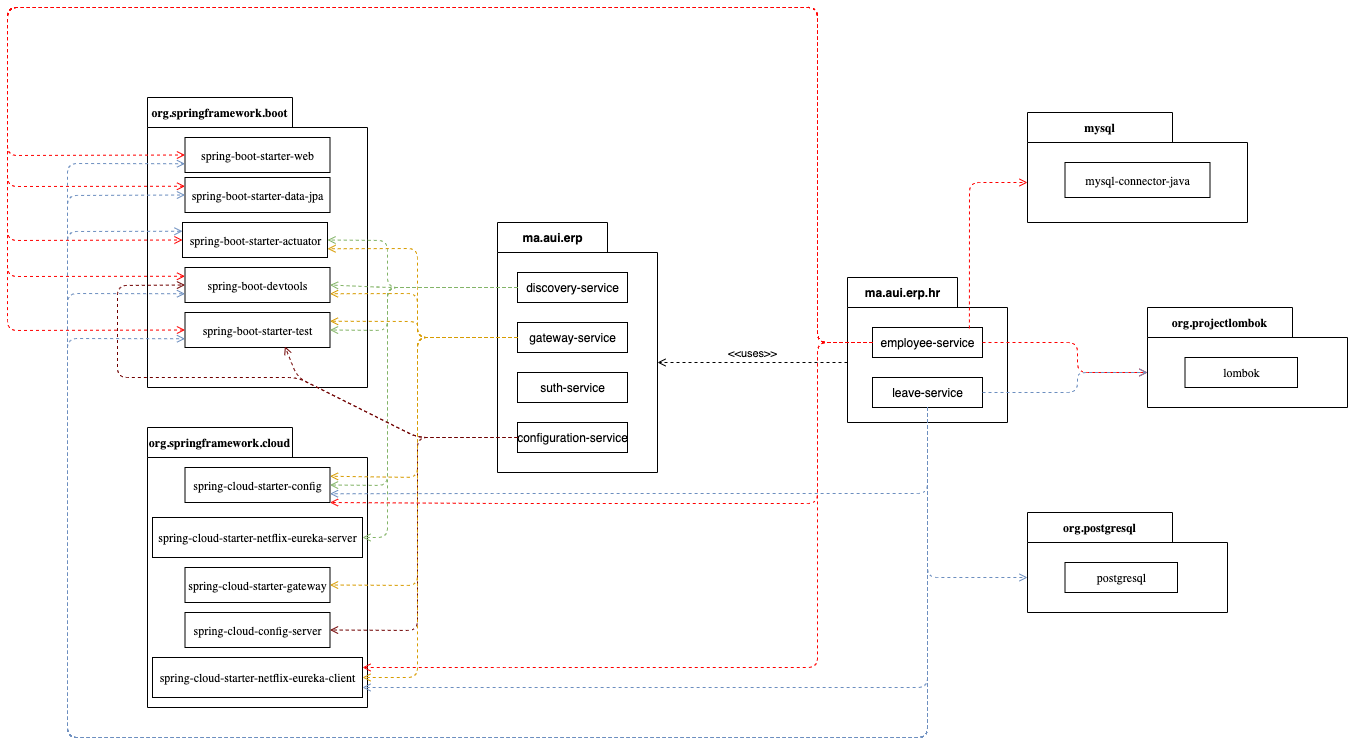 org.springframework.boot
spring-boot-starter-web
spring-boot-starter-data-jpa
spring-boot-starter-actuator
spring-boot-devtools
spring-boot-starter-test
org.springframework.cloud
spring-cloud-starter-config
spring-cloud-starter-netflix-eureka-server
spring-cloud-starter-gateway
spring-cloud-config-server
spring-cloud-starter-netflix-eureka-client
ma.aui.erp
discovery-service
gateway-service
suth-service
configuration-service
<<uses>>
ma.aui.erp.hr
employee-service
leave-service
mysql
mysql-connector-java
org.projectlombok
lombok
org.postgresql
postgresql